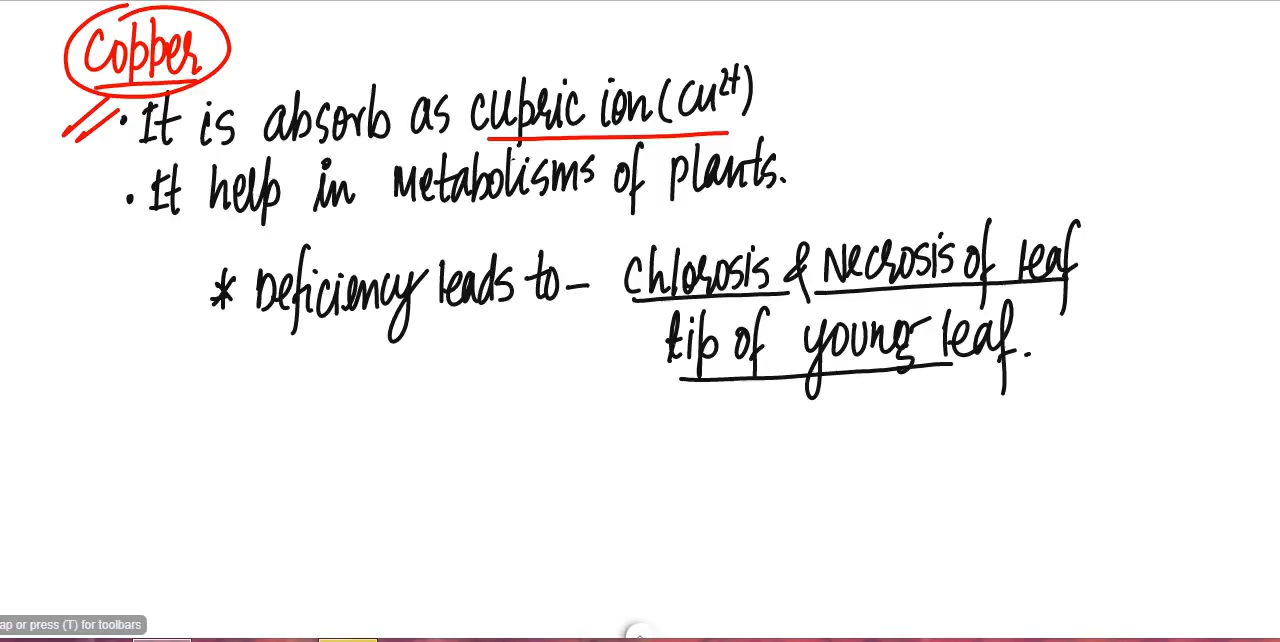 Copper
• It is absorb as cupric ion (Cu²⁺)
• It help in Metabolisms of plants.
* Deficiency leads to – Chlorosis & Necrosis of leaf
tip of young leaf.
ap or press (T) for toolbars